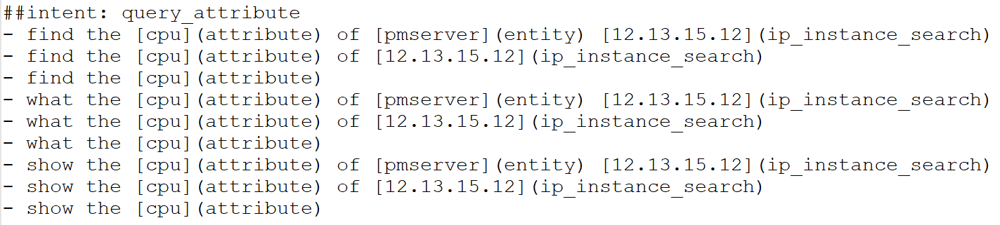 ##intent: query_attribute
- find the [cpu](attribute) of [pmserver](entity) [12.13.15.12](ip_instance_search)
- find the [cpu](attribute) of [12.13.15.12](ip_instance_search)
- find the [cpu](attribute)
- what the [cpu](attribute) of [pmserver](entity) [12.13.15.12](ip_instance_search)
- what the [cpu](attribute) of [12.13.15.12](ip_instance_search)
- what the [cpu](attribute)
- show the [cpu](attribute) of [pmserver](entity) [12.13.15.12](ip_instance_search)
- show the [cpu](attribute) of [12.13.15.12](ip_instance_search)
- show the [cpu](attribute)